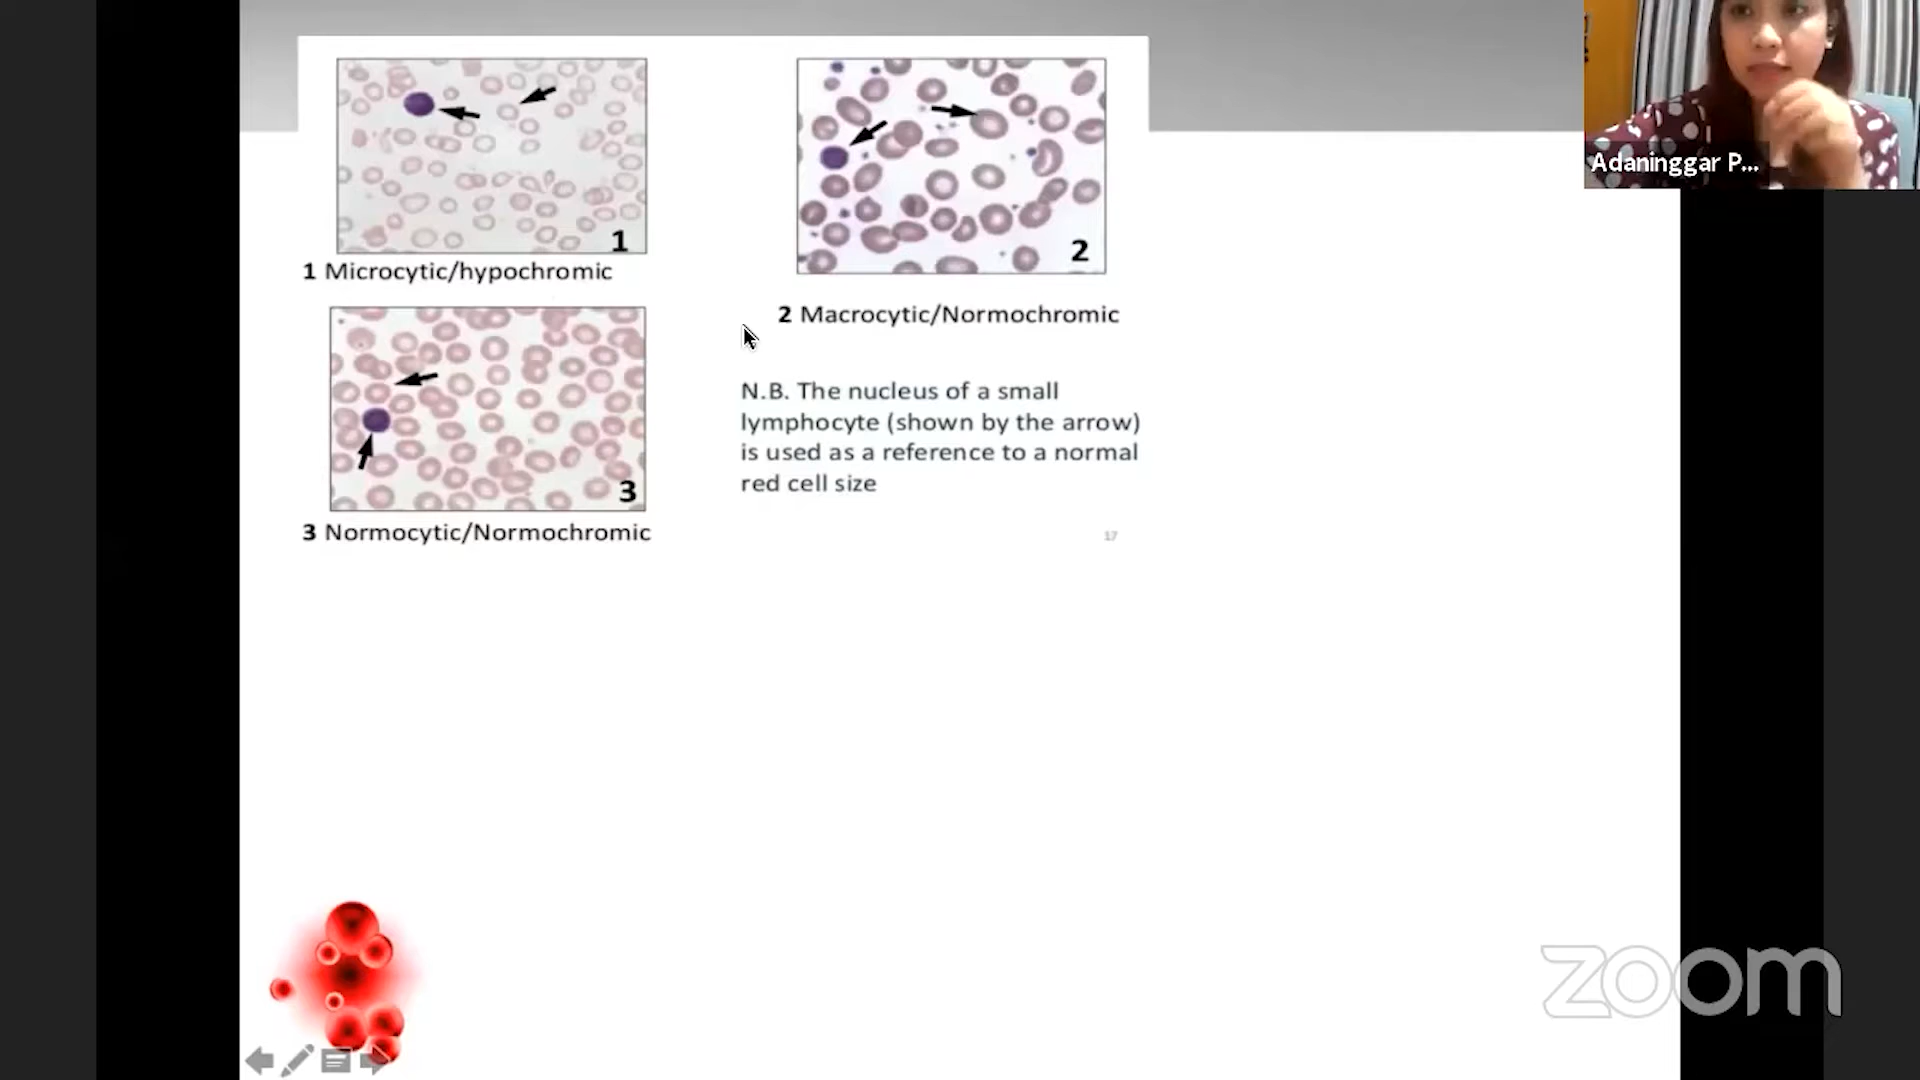 1
1 Microcytic/hypochromic
2
2 Macrocytic/Normochromic
3
3 Normocytic/Normochromic
N.B. The nucleus of a small
lymphocyte (shown by the arrow)
is used as a reference to a normal
red cell size
17
Adaninggar P...
zoom